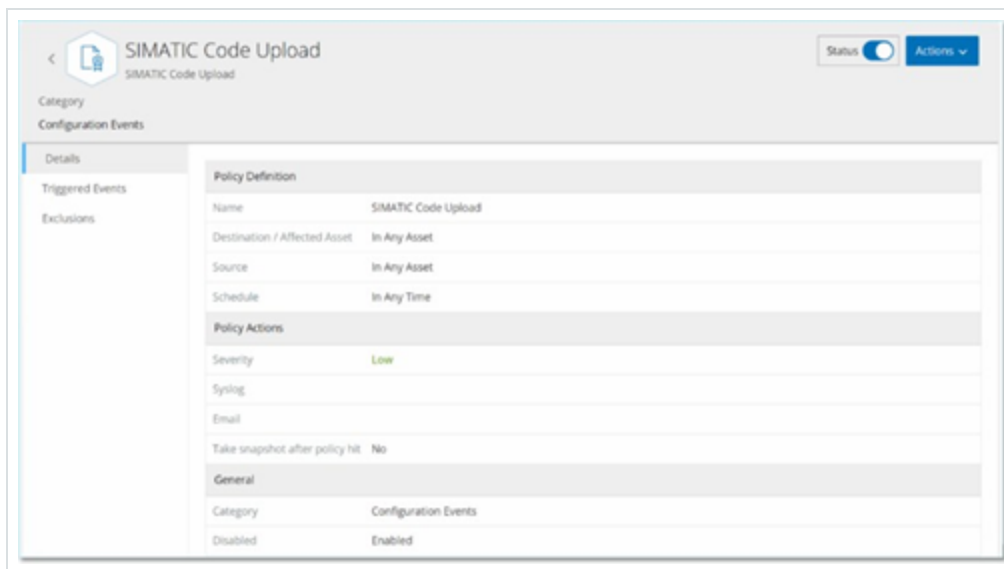 SIMATIC Code Upload
SIMATIC Code Upload
Status
Actions
Category
Configuration Events
Details
Triggered Events
Exclusions
Policy Definition
Name SIMATIC Code Upload
Destination / Affected Asset In Any Asset
Source In Any Asset
Schedule In Any Time
Policy Actions
Severity Low
Syslog
Email
Take snapshot after policy hit No
General
Category Configuration Events
Disabled Enabled